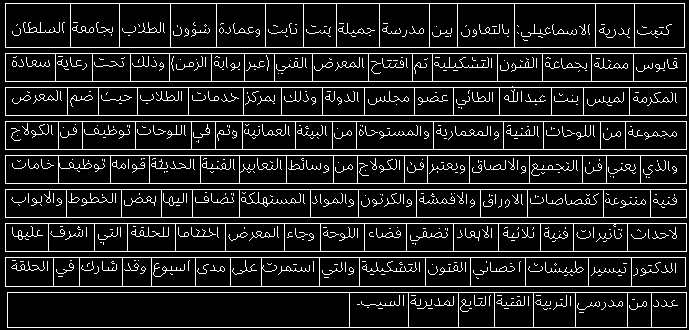 كتبت بدرية الاسماعيلي: بالتعاون بين مدرسة جميلة بنت ثابت وعمادة شؤون الطلاب بجامعة السلطان
قابوس ممثلة بجماعة الفنون التشكيلية تم افتتاح المعرض الفني (عبر بوابة الزمن) وذلك تحت رعاية سعادة
المكرمة لميس بنت عبدالله الطائي عضو مجلس الدولة وذلك بمركز خدمات الطلاب حيث ضم المعرض
مجموعة من اللوحات الفنية والمعمارية والمستوحاة من البيئة العمانية وتم في اللوحات توظيف فن الكولاج
والذي يعني فن التجميع والالصاق ويعتبر فن الكولاج من وسائط التعابير الفنية الحديثة قوامه توظيف خامات
فنية متنوعة كقصاصات الاوراق والاقمشة والكرتون والمواد المستهلكة تضاف اليها بعض الخطوط والابواب
لاحداث تأثيرات فنية ثلاثية الابعاد تضفي فضاء اللوحة وجاء المعرض اختتاما للحلقة التي اشرف عليها
الدكتور تيسير طبيشات اخصائي الفنون التشكيلية والتي استمرت على مدى اسبوع وقد شارك في الحلقة
عدد من مدرسي التربية الفنية التابع لمديرية السيب.